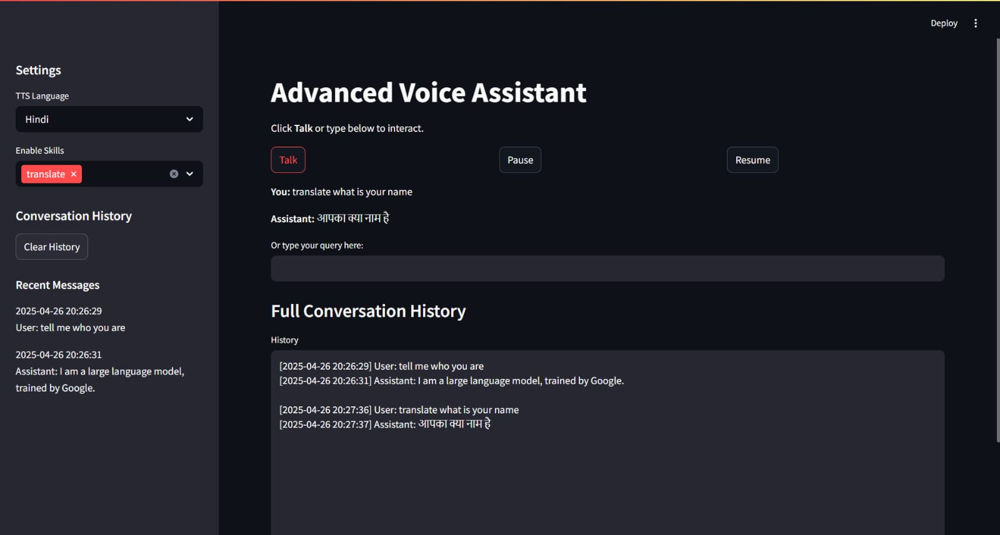 Deploy
Settings
TTS Language
Hindi
Enable Skills
translate
Conversation History
Clear History
Recent Messages
2025-04-26 20:26:29
User: tell me who you are
2025-04-26 20:26:31
Assistant: I am a large language model,
trained by Google.
Advanced Voice Assistant
Click Talk or type below to interact.
Talk
Pause
Resume
You: translate what is your name
Assistant: आपका क्या नाम है
Or type your query here:
Full Conversation History
History
[2025-04-26 20:26:29] User: tell me who you are
[2025-04-26 20:26:31] Assistant: I am a large language model, trained by Google.
[2025-04-26 20:27:36] User: translate what is your name
[2025-04-26 20:27:37] Assistant: आपका क्या नाम है